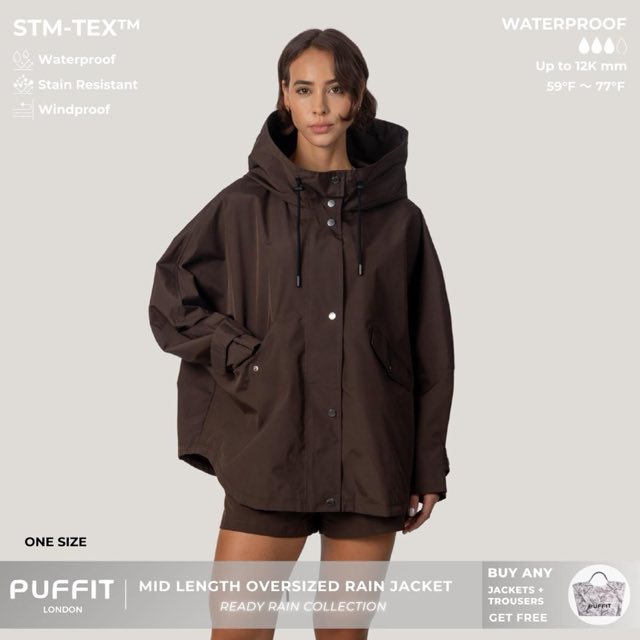 STM-TEX™
Waterproof
Stain Resistant
Windproof
WATERPROOF
Up to 12K mm
59°F ～ 77°F
ONE SIZE
PUFFIT
LONDON
MID LENGTH OVERSIZED RAIN JACKET
READY RAIN COLLECTION
BUY ANY
JACKETS +
TROUSERS
GET FREE
PUFFIT